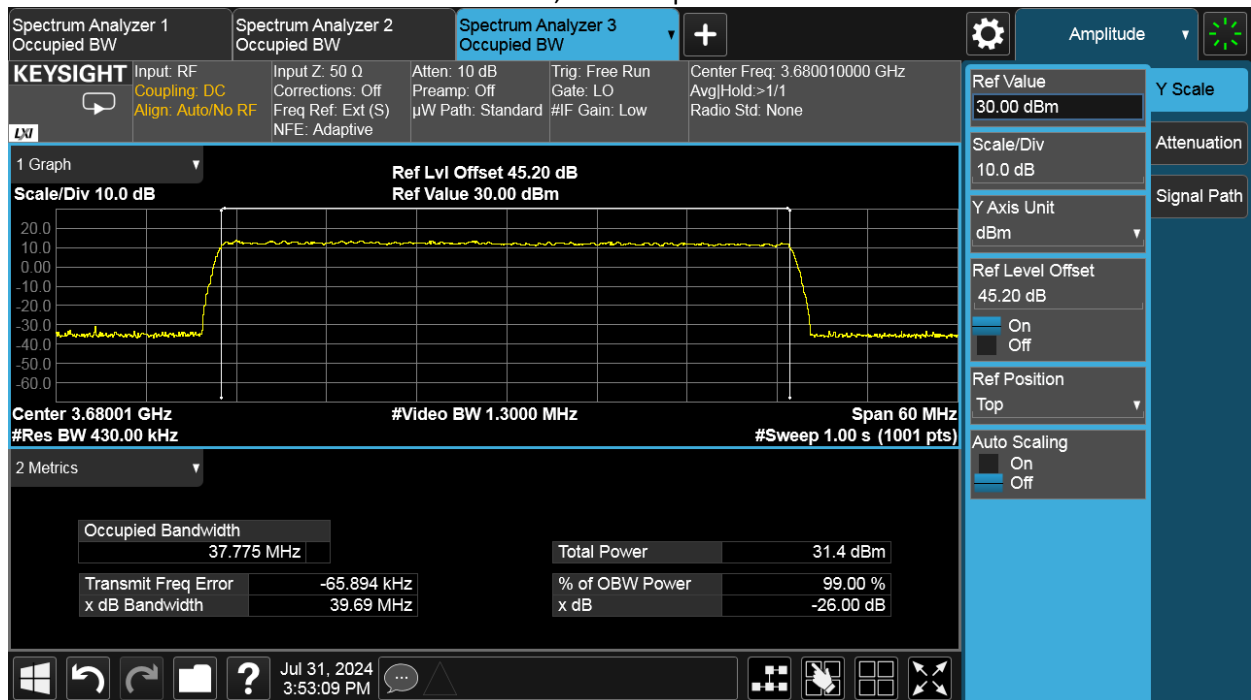 Spectrum Analyzer 1
Occupied BW
Spectrum Analyzer 2
Occupied BW
Spectrum Analyzer 3
Occupied BW
+
Amplitude
KEYSIGHT
LXI
Input: RF
Coupling: DC
Align: Auto/No RF
Input Z: 50 Ω
Corrections: Off
Freq Ref: Ext (S)
NFE: Adaptive
Atten: 10 dB
Preamp: Off
µW Path: Standard
Trig: Free Run
Gate: LO
#IF Gain: Low
Center Freq: 3.680010000 GHz
Avg|Hold:>1/1
Radio Std: None
1 Graph
Scale/Div 10.0 dB
Ref Lvl Offset 45.20 dB
Ref Value 30.00 dBm
20.0
10.0
0.00
-10.0
-20.0
-30.0
-40.0
-50.0
-60.0
Center 3.68001 GHz
#Video BW 1.3000 MHz
Span 60 MHz
#Res BW 430.00 kHz
#Sweep 1.00 s (1001 pts)
2 Metrics
Occupied Bandwidth
37.775 MHz
Total Power 31.4 dBm
Transmit Freq Error -65.894 kHz
% of OBW Power 99.00 %
x dB Bandwidth 39.69 MHz
x dB -26.00 dB
?
Jul 31, 2024
3:53:09 PM
Ref Value
30.00 dBm
Scale/Div
10.0 dB
Y Axis Unit
dBm
Ref Level Offset
45.20 dB
On
Off
Ref Position
Top
Auto Scaling
On
Off
Y Scale
Attenuation
Signal Path